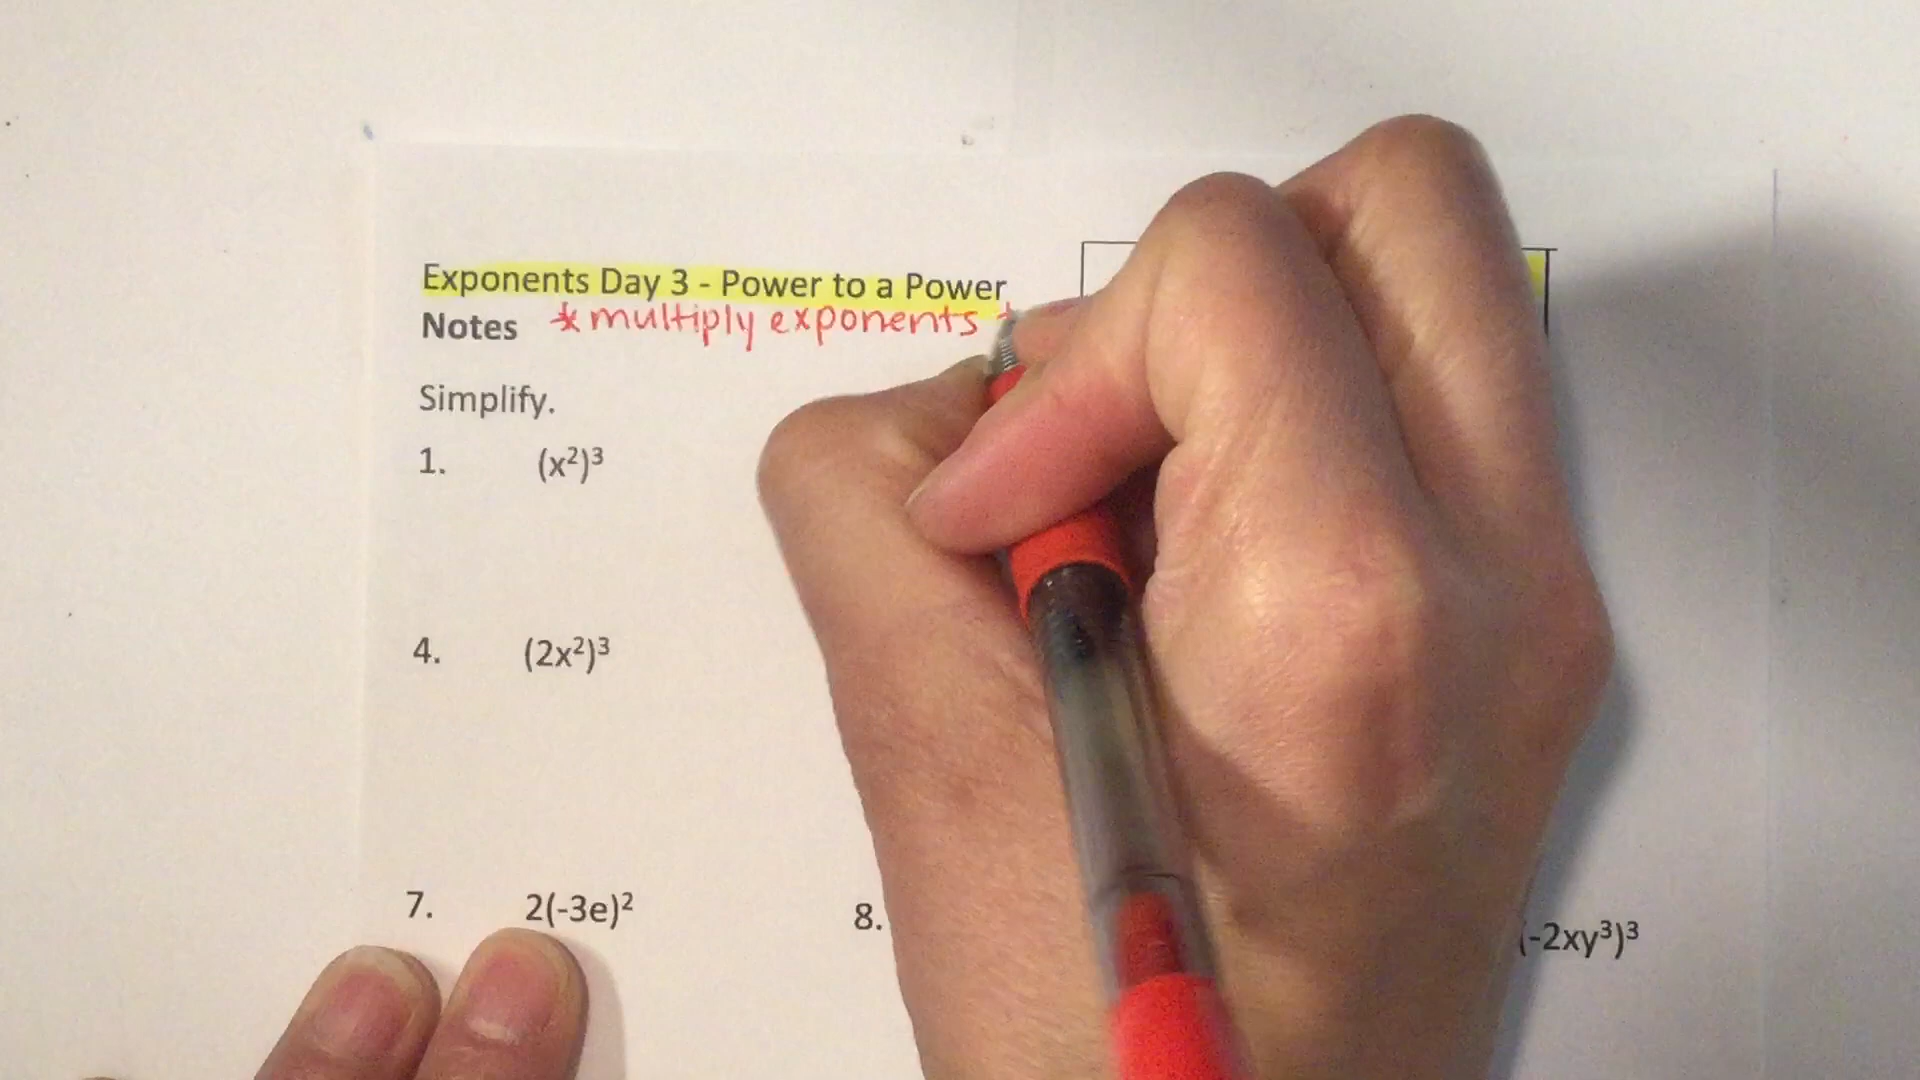 Exponents Day 3 - Power to a Power
Notes * multiply exponents
Simplify.
1. (x²)³
4. (2x²)³
7. 2(-3e)² 8. (-2xy³)³